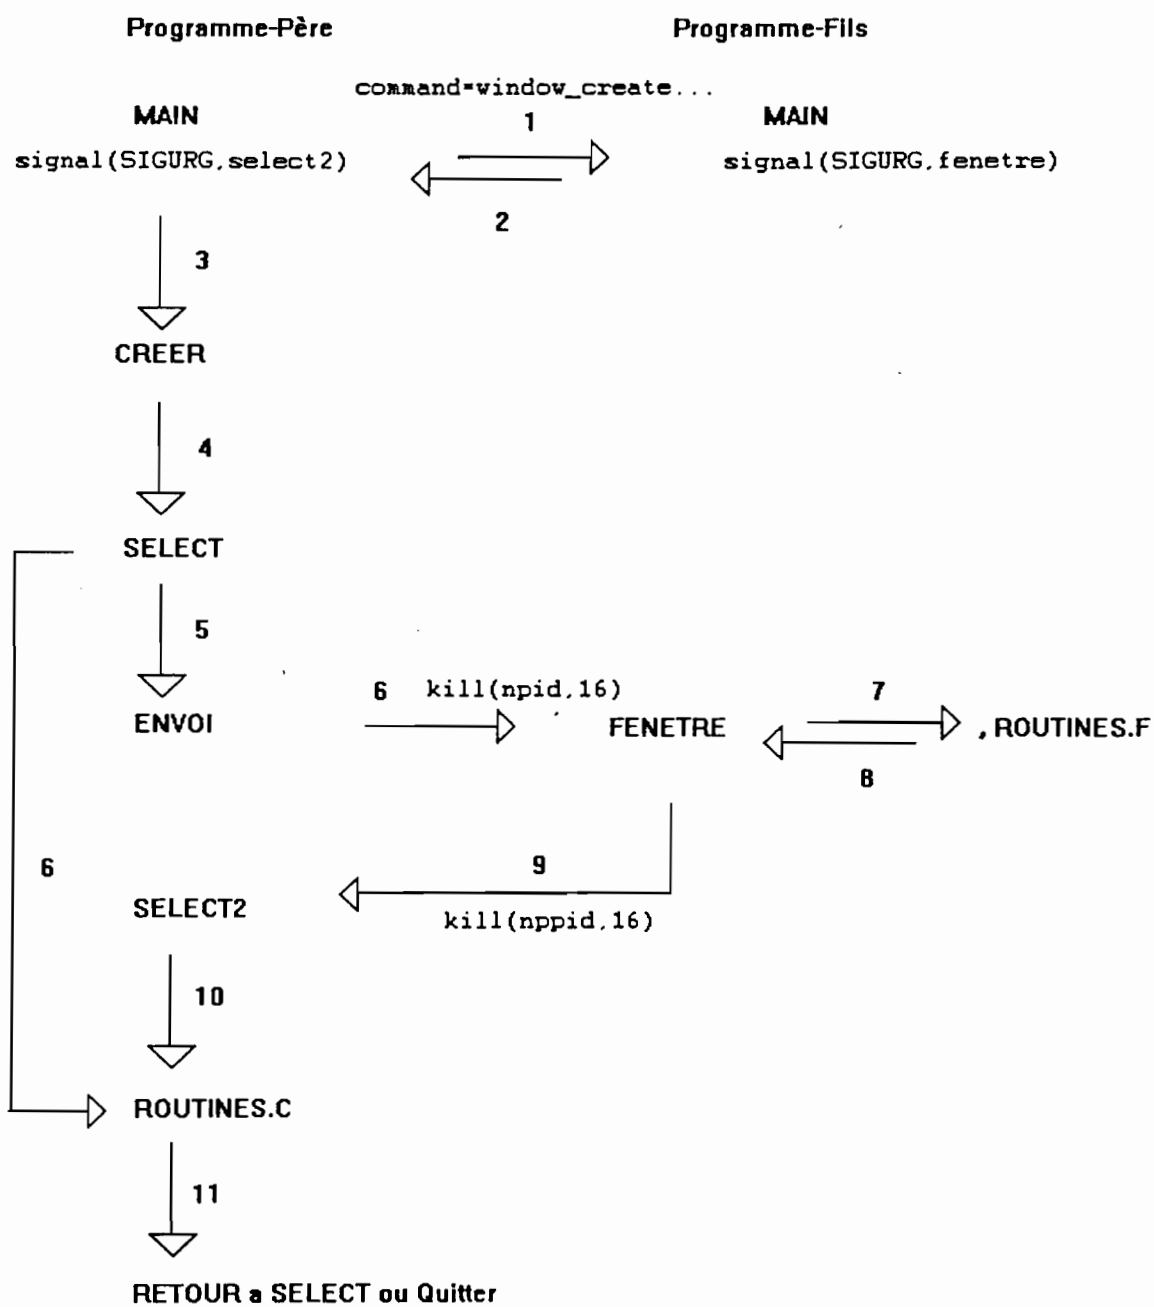 Programme-Père
Programme-Fils
command=window_create...
MAIN
1
MAIN
signal(SIGURG,select2)
signal(SIGURG,fenetre)
2
3
CREER
4
SELECT
5
6 kill(npid,16)
7
ENVOI
FENETRE
, ROUTINES.F
8
6
9
SELECT2
kill(nppid,16)
10
ROUTINES.C
11
RETOUR a SELECT ou Quitter